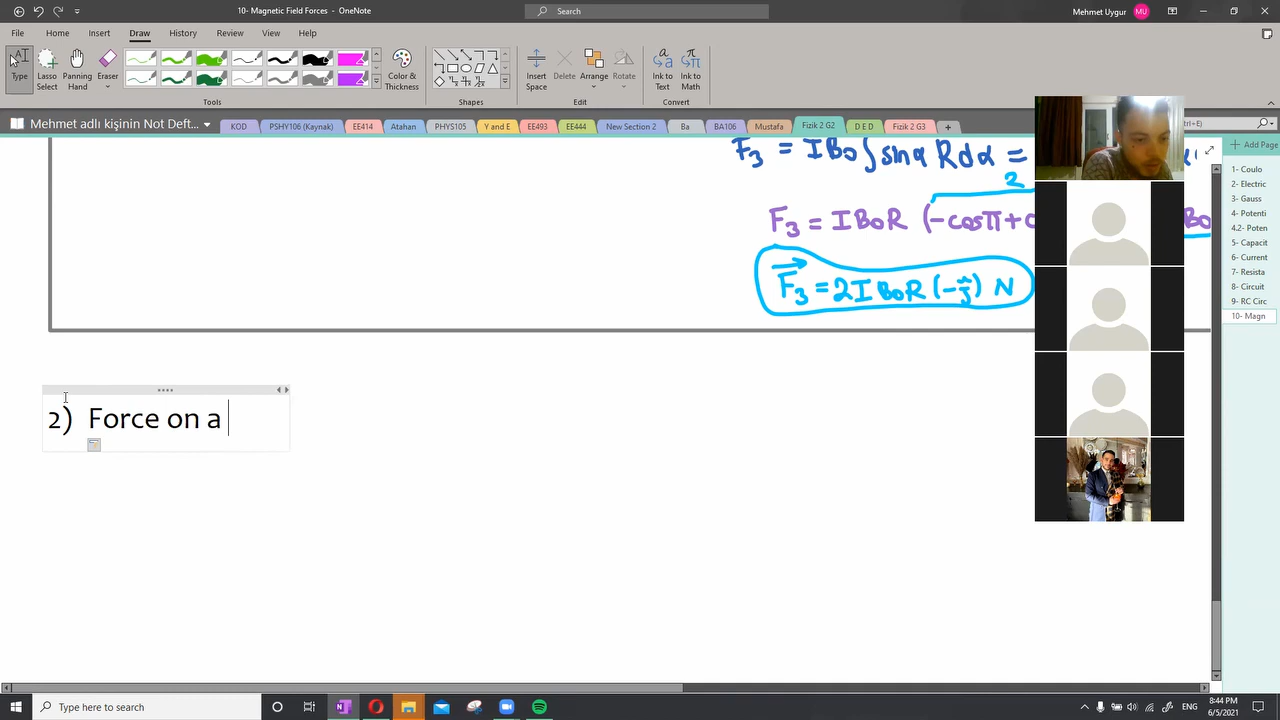 10- Magnetic Field Forces - OneNote
Search
Mehmet Uygur
MU
File Home Insert Draw History Review View Help
Type
Lasso Select
Panning Hand
Eraser
Color & Thickness
Insert Space
Delete
Arrange
Rotate
Ink to Text
Ink to Math
Tools
Shapes
Edit
Convert
Mehmet adlı kişinin Not Deft...
KOD
PSHY106 (Kaynak)
EE414
Atahan
PHYS105
Y and E
EE493
EE444
New Section 2
Ba
BA106
Mustafa
Fizik 2 G2
D E D
Fizik 2 G3
+E)
Add Page
1- Coulo
2- Electric
3- Gauss
4- Potenti
4.2- Poten
5- Capacit
6- Current
7- Resista
8- Circuit
9- RC Circ
10- Magn
F₃ = IB₀ ∫ sinα R dα =
2
F₃ = IB₀R (-cosπ+
F₃ = 2IB₀R (-ĵ) N
2) Force on a
Type here to search
ENG
8:44 PM
6/5/2021